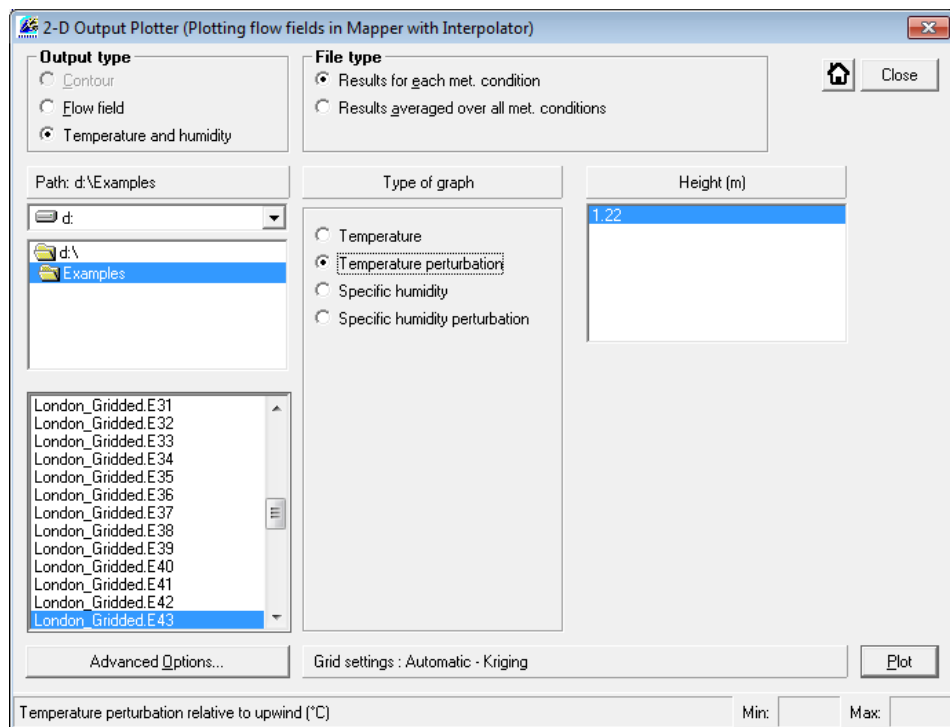 2-D Output Plotter (Plotting flow fields in Mapper with Interpolator)
Output type
Contour
Flow field
Temperature and humidity
File type
Results for each met. condition
Results averaged over all met. conditions
Close
Path: d:\Examples
d:
d:\
Examples
London_Gridded.E31
London_Gridded.E32
London_Gridded.E33
London_Gridded.E34
London_Gridded.E35
London_Gridded.E36
London_Gridded.E37
London_Gridded.E38
London_Gridded.E39
London_Gridded.E40
London_Gridded.E41
London_Gridded.E42
London_Gridded.E43
Type of graph
Temperature
Temperature perturbation
Specific humidity
Specific humidity perturbation
Height (m)
1.22
Advanced Options...
Grid settings : Automatic - Kriging
Plot
Temperature perturbation relative to upwind (°C)
Min:
Max: